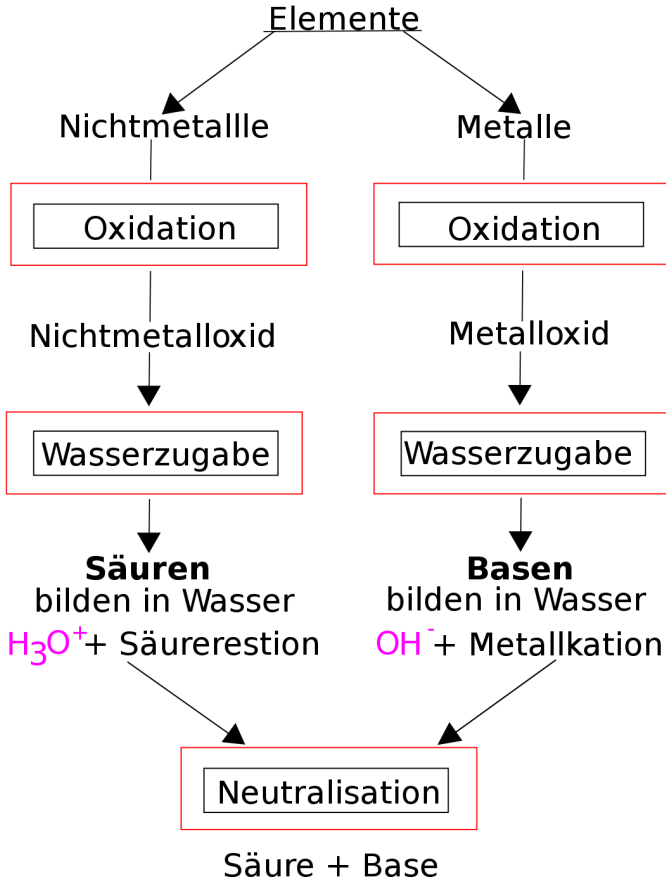 Elemente
Nichtmetallle
Metalle
Oxidation
Oxidation
Nichtmetalloxid
Metalloxid
Wasserzugabe
Wasserzugabe
Säuren
bilden in Wasser
H₃O⁺ + Säurerestion
Basen
bilden in Wasser
OH⁻ + Metallkation
Neutralisation
Säure + Base